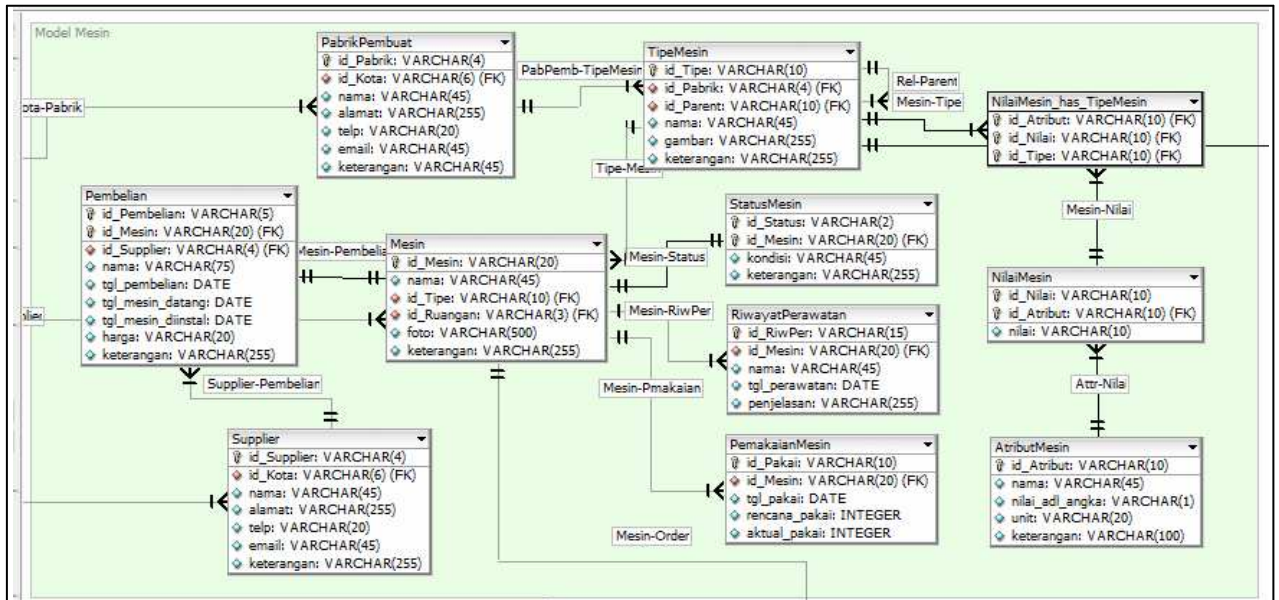 Model Mesin
PabrikPembuat
id_Pabrik: VARCHAR(4)
id_Kota: VARCHAR(6) (FK)
nama: VARCHAR(45)
alamat: VARCHAR(255)
telp: VARCHAR(20)
email: VARCHAR(45)
keterangan: VARCHAR(45)
PabPemb-TipeMesin
TipeMesin
id_Tipe: VARCHAR(10)
id_Pabrik: VARCHAR(4) (FK)
id_Parent: VARCHAR(10) (FK)
nama: VARCHAR(45)
gambar: VARCHAR(255)
keterangan: VARCHAR(255)
Rel-Parent
Mesin-Tipe
NilaiMesin_has_TipeMesin
id_Atribut: VARCHAR(10) (FK)
id_Nilai: VARCHAR(10) (FK)
id_Tipe: VARCHAR(10) (FK)
ota-Pabrik
Tipe-Mesin
Mesin-Nilai
Pembelian
id_Pembelian: VARCHAR(5)
id_Mesin: VARCHAR(20) (FK)
id_Supplier: VARCHAR(4) (FK)
nama: VARCHAR(75)
tgl_pembelian: DATE
tgl_mesin_datang: DATE
tgl_mesin_diinstal: DATE
harga: VARCHAR(20)
keterangan: VARCHAR(255)
Mesin-Pembelia
Mesin
id_Mesin: VARCHAR(20)
nama: VARCHAR(45)
id_Tipe: VARCHAR(10) (FK)
id_Ruangan: VARCHAR(3) (FK)
foto: VARCHAR(500)
keterangan: VARCHAR(255)
Mesin-Status
StatusMesin
id_Status: VARCHAR(2)
id_Mesin: VARCHAR(20) (FK)
kondisi: VARCHAR(45)
keterangan: VARCHAR(255)
Mesin-RiwPer
RiwayatPerawatan
id_RiwPer: VARCHAR(15)
id_Mesin: VARCHAR(20) (FK)
nama: VARCHAR(45)
tgl_perawatan: DATE
penjelasan: VARCHAR(255)
NilaiMesin
id_Nilai: VARCHAR(10)
id_Atribut: VARCHAR(10) (FK)
nilai: VARCHAR(10)
Attr-Nilai
Supplier-Pembelian
Mesin-Pmakaian
Supplier
id_Supplier: VARCHAR(4)
id_Kota: VARCHAR(6) (FK)
nama: VARCHAR(45)
alamat: VARCHAR(255)
telp: VARCHAR(20)
email: VARCHAR(45)
keterangan: VARCHAR(255)
Mesin-Order
PemakaianMesin
id_Pakai: VARCHAR(10)
id_Mesin: VARCHAR(20) (FK)
tgl_pakai: DATE
rencana_pakai: INTEGER
aktual_pakai: INTEGER
AtributMesin
id_Atribut: VARCHAR(10)
nama: VARCHAR(45)
nilai_adl_angka: VARCHAR(1)
unit: VARCHAR(20)
keterangan: VARCHAR(100)